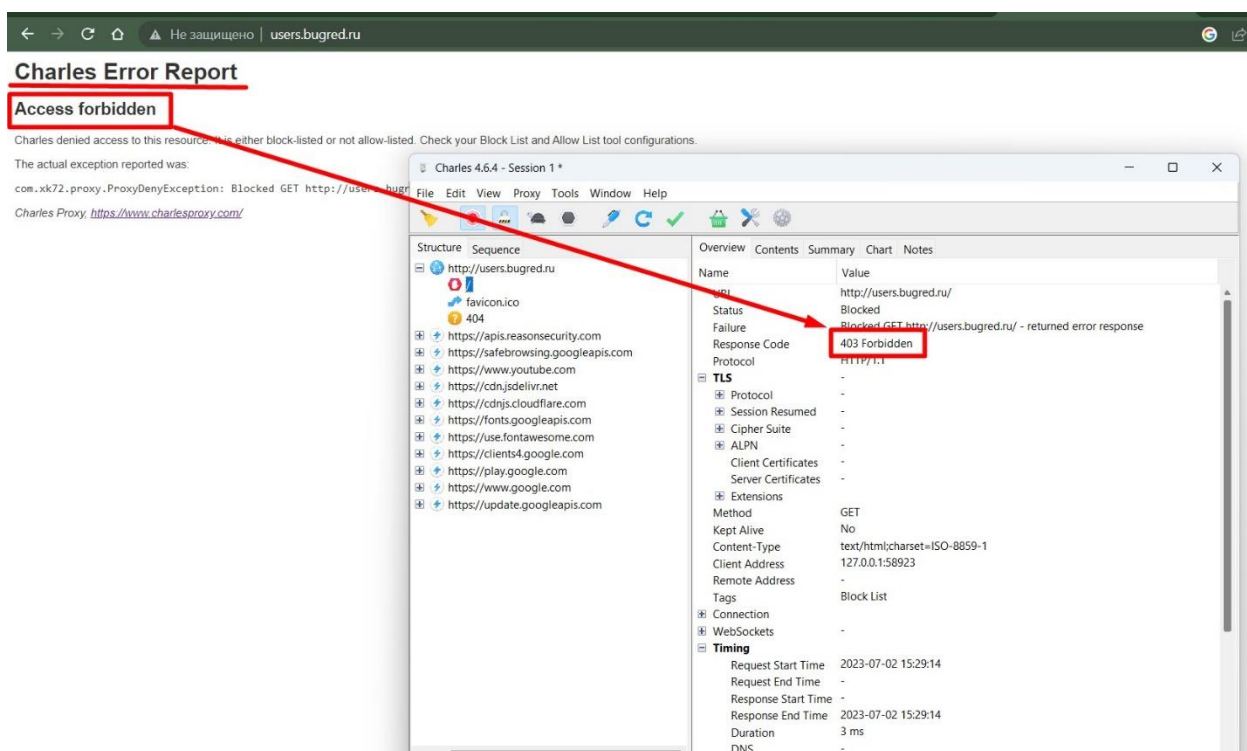 Не защищено | users.bugred.ru
Charles Error Report
Access forbidden
Charles denied access to this resource. It is either block-listed or not allow-listed. Check your Block List and Allow List tool configurations.
The actual exception reported was:
com.xk72.proxy.ProxyDenyException: Blocked GET http://users.bugr
Charles Proxy, https://www.charlesproxy.com/
Charles 4.6.4 - Session 1 *
File Edit View Proxy Tools Window Help
Structure Sequence
http://users.bugred.ru
/
favicon.ico
404
https://apis.reasonsecurity.com
https://safebrowsing.googleapis.com
https://www.youtube.com
https://cdn.jsdelivr.net
https://cdnjs.cloudflare.com
https://fonts.googleapis.com
https://use.fontawesome.com
https://clients4.google.com
https://play.google.com
https://www.google.com
https://update.googleapis.com
Overview Contents Summary Chart Notes
Name Value
URL http://users.bugred.ru/
Status Blocked
Failure Blocked GET http://users.bugred.ru/ - returned error response
Response Code 403 Forbidden
Protocol HTTP/1.1
TLS -
Protocol -
Session Resumed -
Cipher Suite -
ALPN -
Client Certificates -
Server Certificates -
Extensions
Method GET
Kept Alive No
Content-Type text/html;charset=ISO-8859-1
Client Address 127.0.0.1:58923
Remote Address -
Tags Block List
Connection
WebSockets -
Timing
Request Start Time 2023-07-02 15:29:14
Request End Time -
Response Start Time -
Response End Time 2023-07-02 15:29:14
Duration 3 ms
DNS -